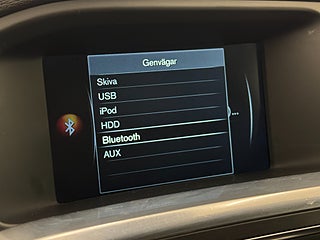 Genvägar
Skiva
USB
iPod
HDD
Bluetooth
AUX